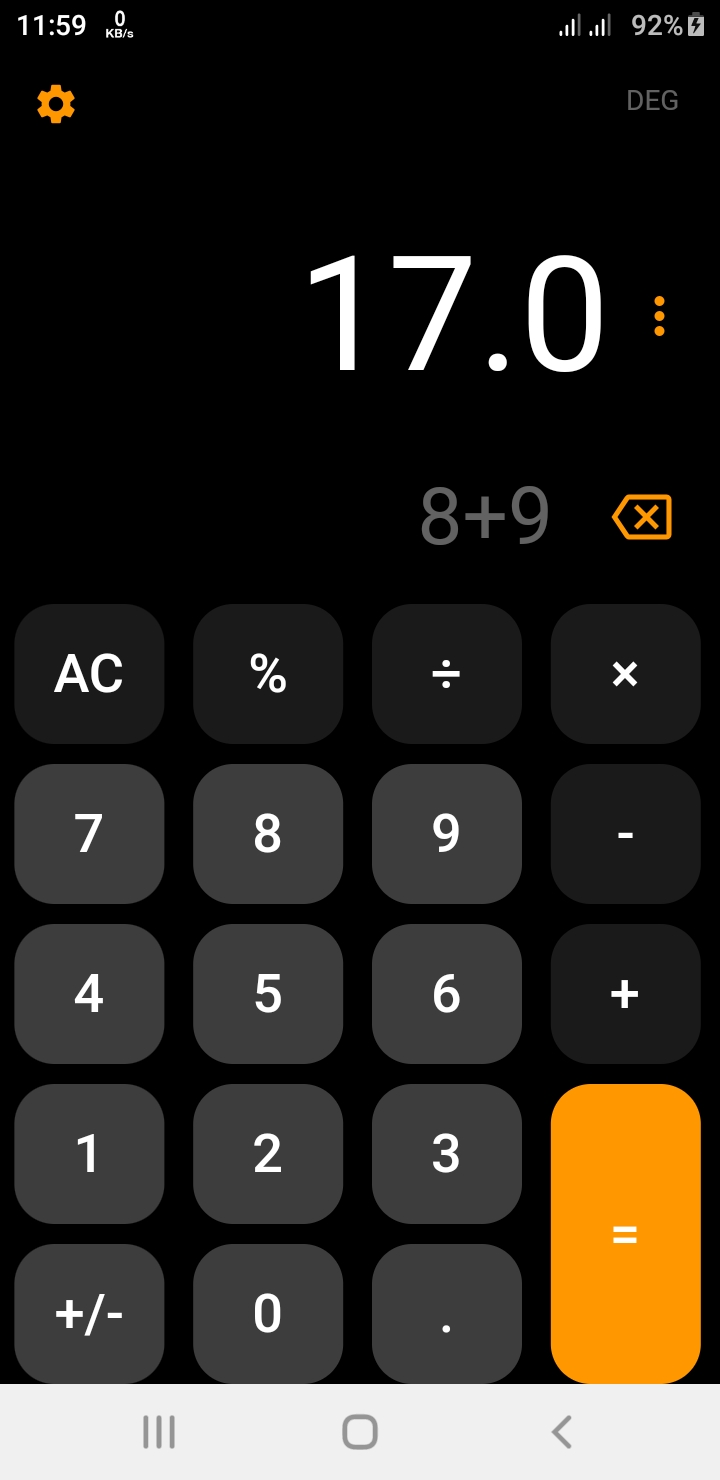 11:59 0 KB/s 92%
DEG
17.0
8+9
AC % ÷ ×
7 8 9 -
4 5 6 +
1 2 3
=
+/- 0 .